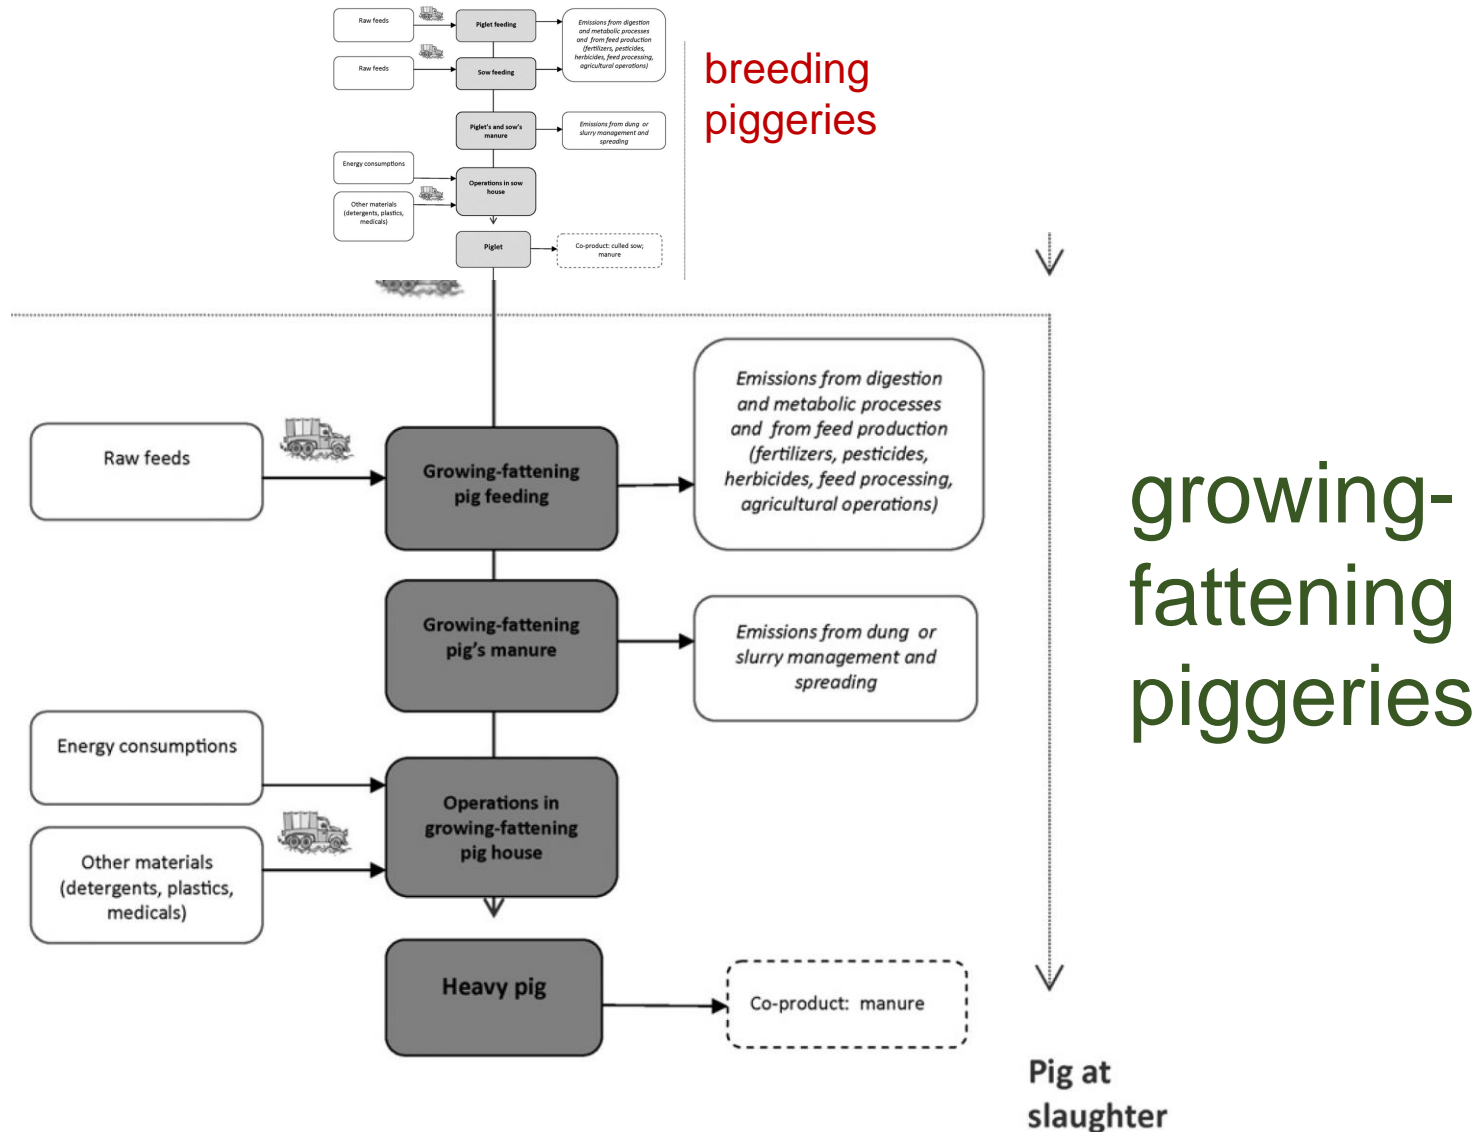 Raw feeds
Piglet feeding
Emissions from digestion
and metabolic processes
and from feed production
(fertilizers, pesticides,
herbicides, feed processing,
agricultural operations)
Raw feeds
Sow feeding
breeding
piggeries
Piglet's and sow's
manure
Emissions from dung or
slurry management and
spreading
Energy consumptions
Operations in sow
house
Other materials
(detergents, plastics,
medicals)
Piglet
Co-product: culled sow;
manure
Raw feeds
Growing-fattening
pig feeding
Emissions from digestion
and metabolic processes
and from feed production
(fertilizers, pesticides,
herbicides, feed processing,
agricultural operations)
growing-
fattening
piggeries
Growing-fattening
pig's manure
Emissions from dung or
slurry management and
spreading
Energy consumptions
Operations in
growing-fattening
pig house
Other materials
(detergents, plastics,
medicals)
Heavy pig
Co-product: manure
Pig at
slaughter